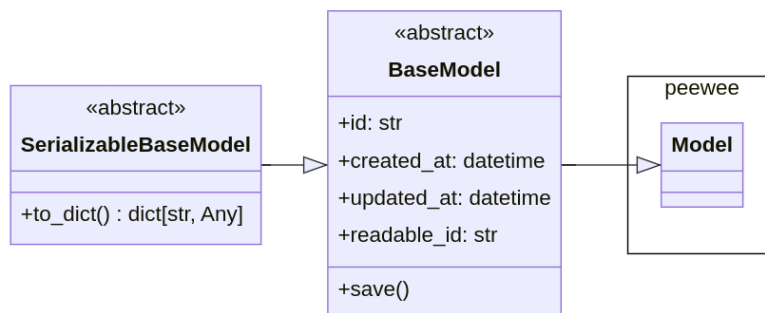 «abstract»
SerializableBaseModel
+to_dict() : dict[str, Any]
«abstract»
BaseModel
+id: str
+created_at: datetime
+updated_at: datetime
+readable_id: str
+save()
peewee
Model